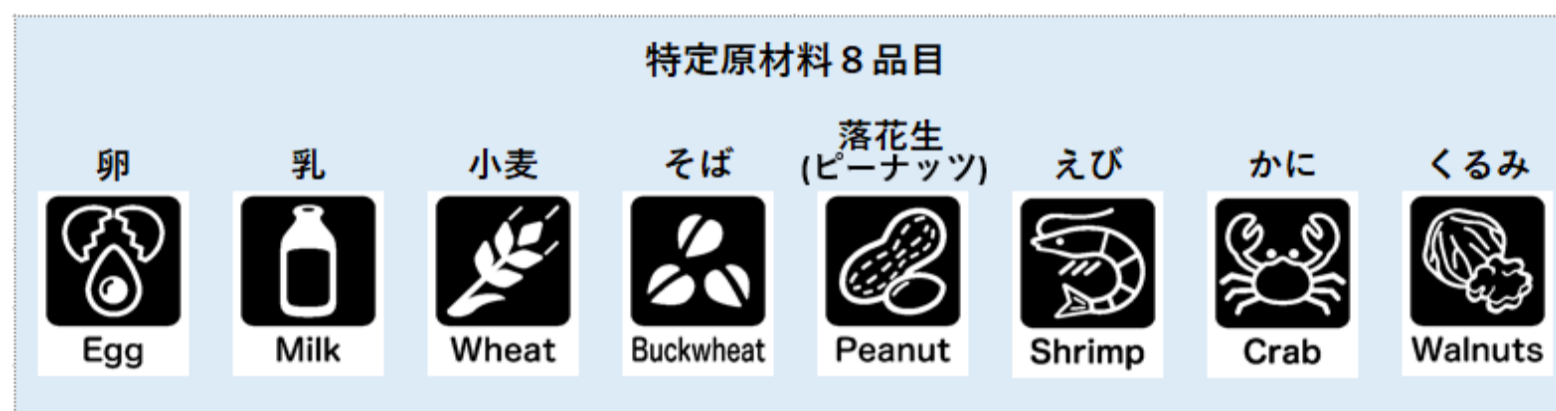 特定原材料８品目
卵 乳 小麦 そば 落花生 えび かに くるみ
(ピーナッツ)
Egg Milk Wheat Buckwheat Peanut Shrimp Crab Walnuts